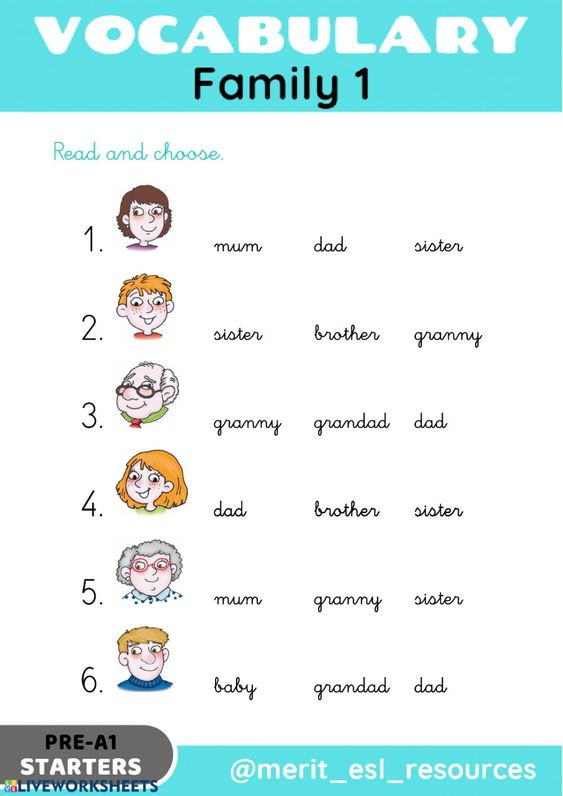 VOCABULARY
Family 1
Read and choose.
1. mum dad sister
2. sister brother granny
3. granny grandad dad
4. dad brother sister
5. mum granny sister
6. baby grandad dad
PRE-A1
STARTERS
LIVEWORKSHEETS
@merit_esl_resources